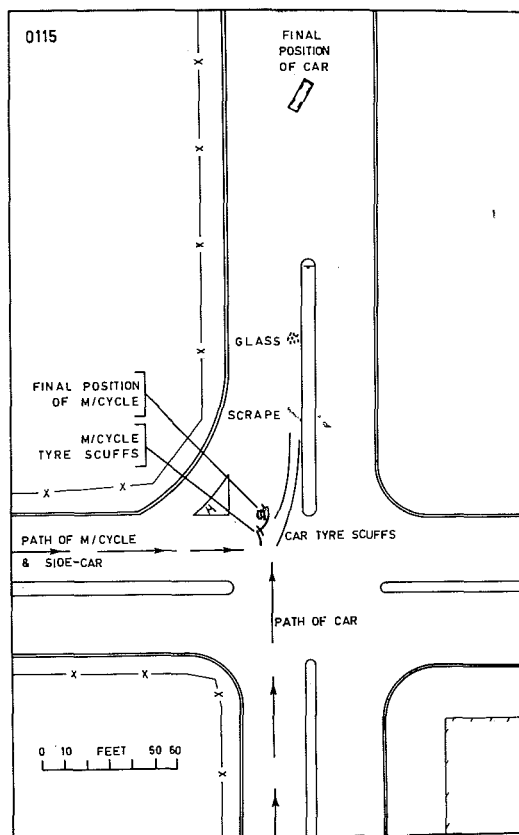 0115
FINAL
POSITION
OF CAR
GLASS
FINAL POSITION
OF M/CYCLE
SCRAPE
M/CYCLE
TYRE SCUFFS
CAR TYRE SCUFFS
PATH OF M/CYCLE
& SIDE-CAR
PATH OF CAR
0 10 FEET 50 60